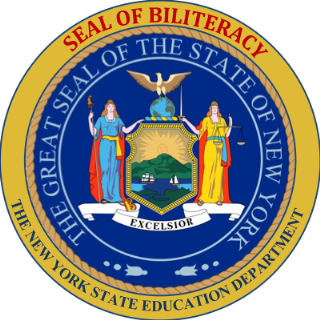 SEAL OF BILITERACY
THE GREAT SEAL OF THE STATE OF NEW YORK
EXCELSIOR
THE NEW YORK STATE EDUCATION DEPARTMENT